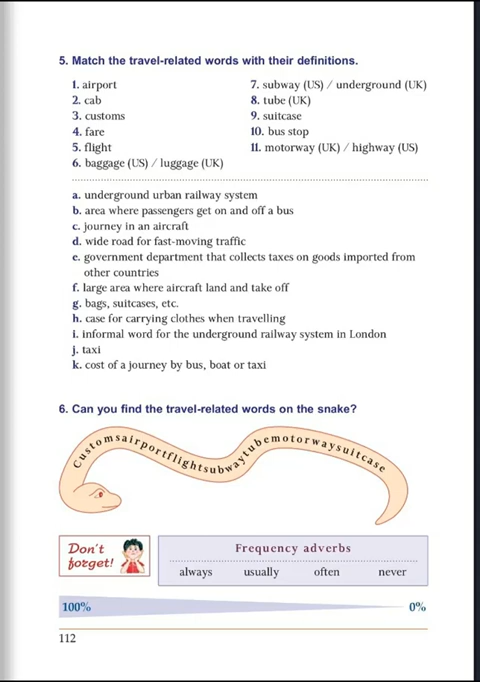 5. Match the travel-related words with their definitions.
1. airport
2. cab
3. customs
4. fare
5. flight
6. baggage (US) / luggage (UK)
7. subway (US) / underground (UK)
8. tube (UK)
9. suitcase
10. bus stop
11. motorway (UK) / highway (US)
a. underground urban railway system
b. area where passengers get on and off a bus
c. journey in an aircraft
d. wide road for fast-moving traffic
e. government department that collects taxes on goods imported from
other countries
f. large area where aircraft land and take off
g. bags, suitcases, etc.
h. case for carrying clothes when travelling
i. informal word for the underground railway system in London
j. taxi
k. cost of a journey by bus, boat or taxi
6. Can you find the travel-related words on the snake?
Customsairportflightsubwaytubemotorwaysuitcase
Don't
forget!
Frequency adverbs
always usually often never
100% 0%
112